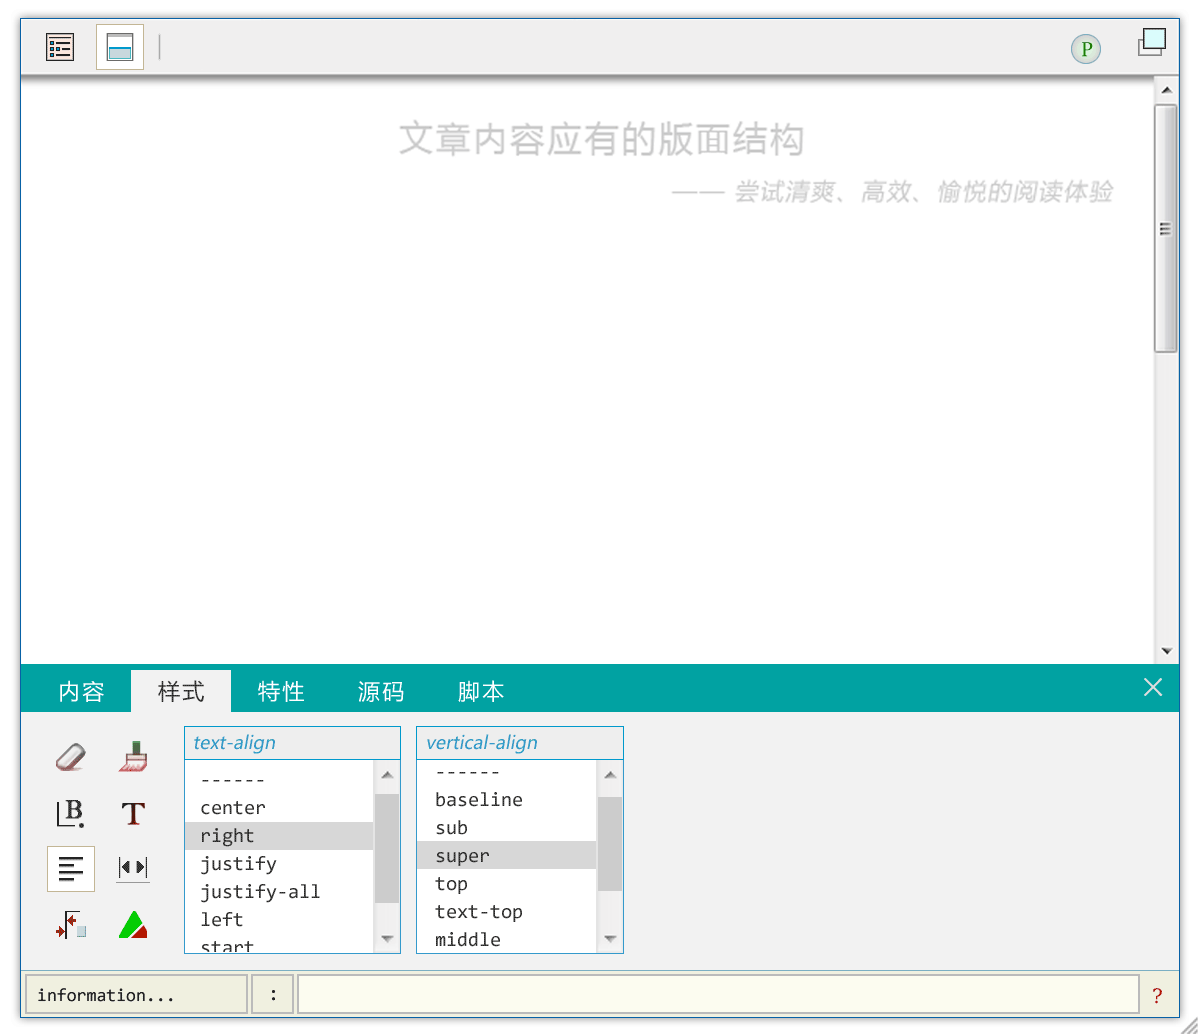 P
文章内容应有的版面结构
—— 尝试清爽、高效、愉悦的阅读体验
内容 样式 特性 源码 脚本
B T
text-align
------
center
right
justify
justify-all
left
start
vertical-align
------
baseline
sub
super
top
text-top
middle
information... : ?